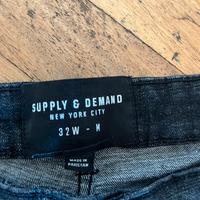 SUPPLY & DEMAND
NEW YORK CITY
32W - M
MADE IN
PAKISTAN